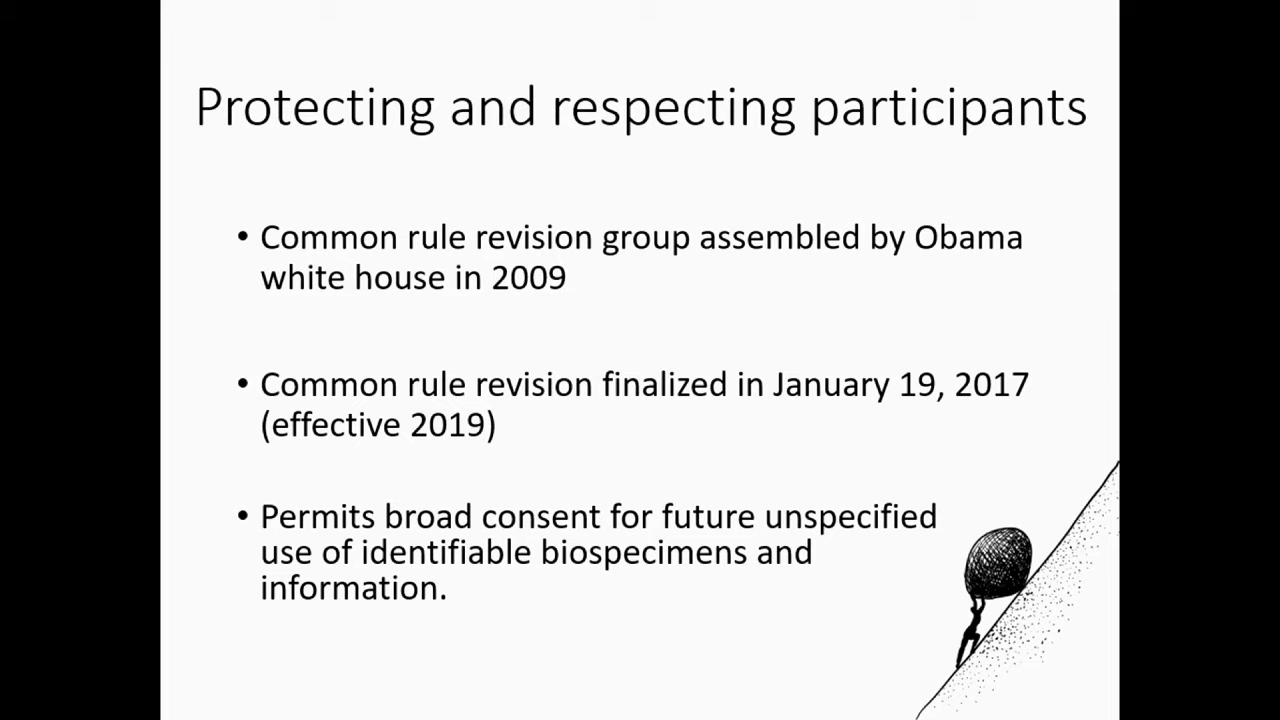 Protecting and respecting participants
• Common rule revision group assembled by Obama
white house in 2009
• Common rule revision finalized in January 19, 2017
(effective 2019)
• Permits broad consent for future unspecified
use of identifiable biospecimens and
information.